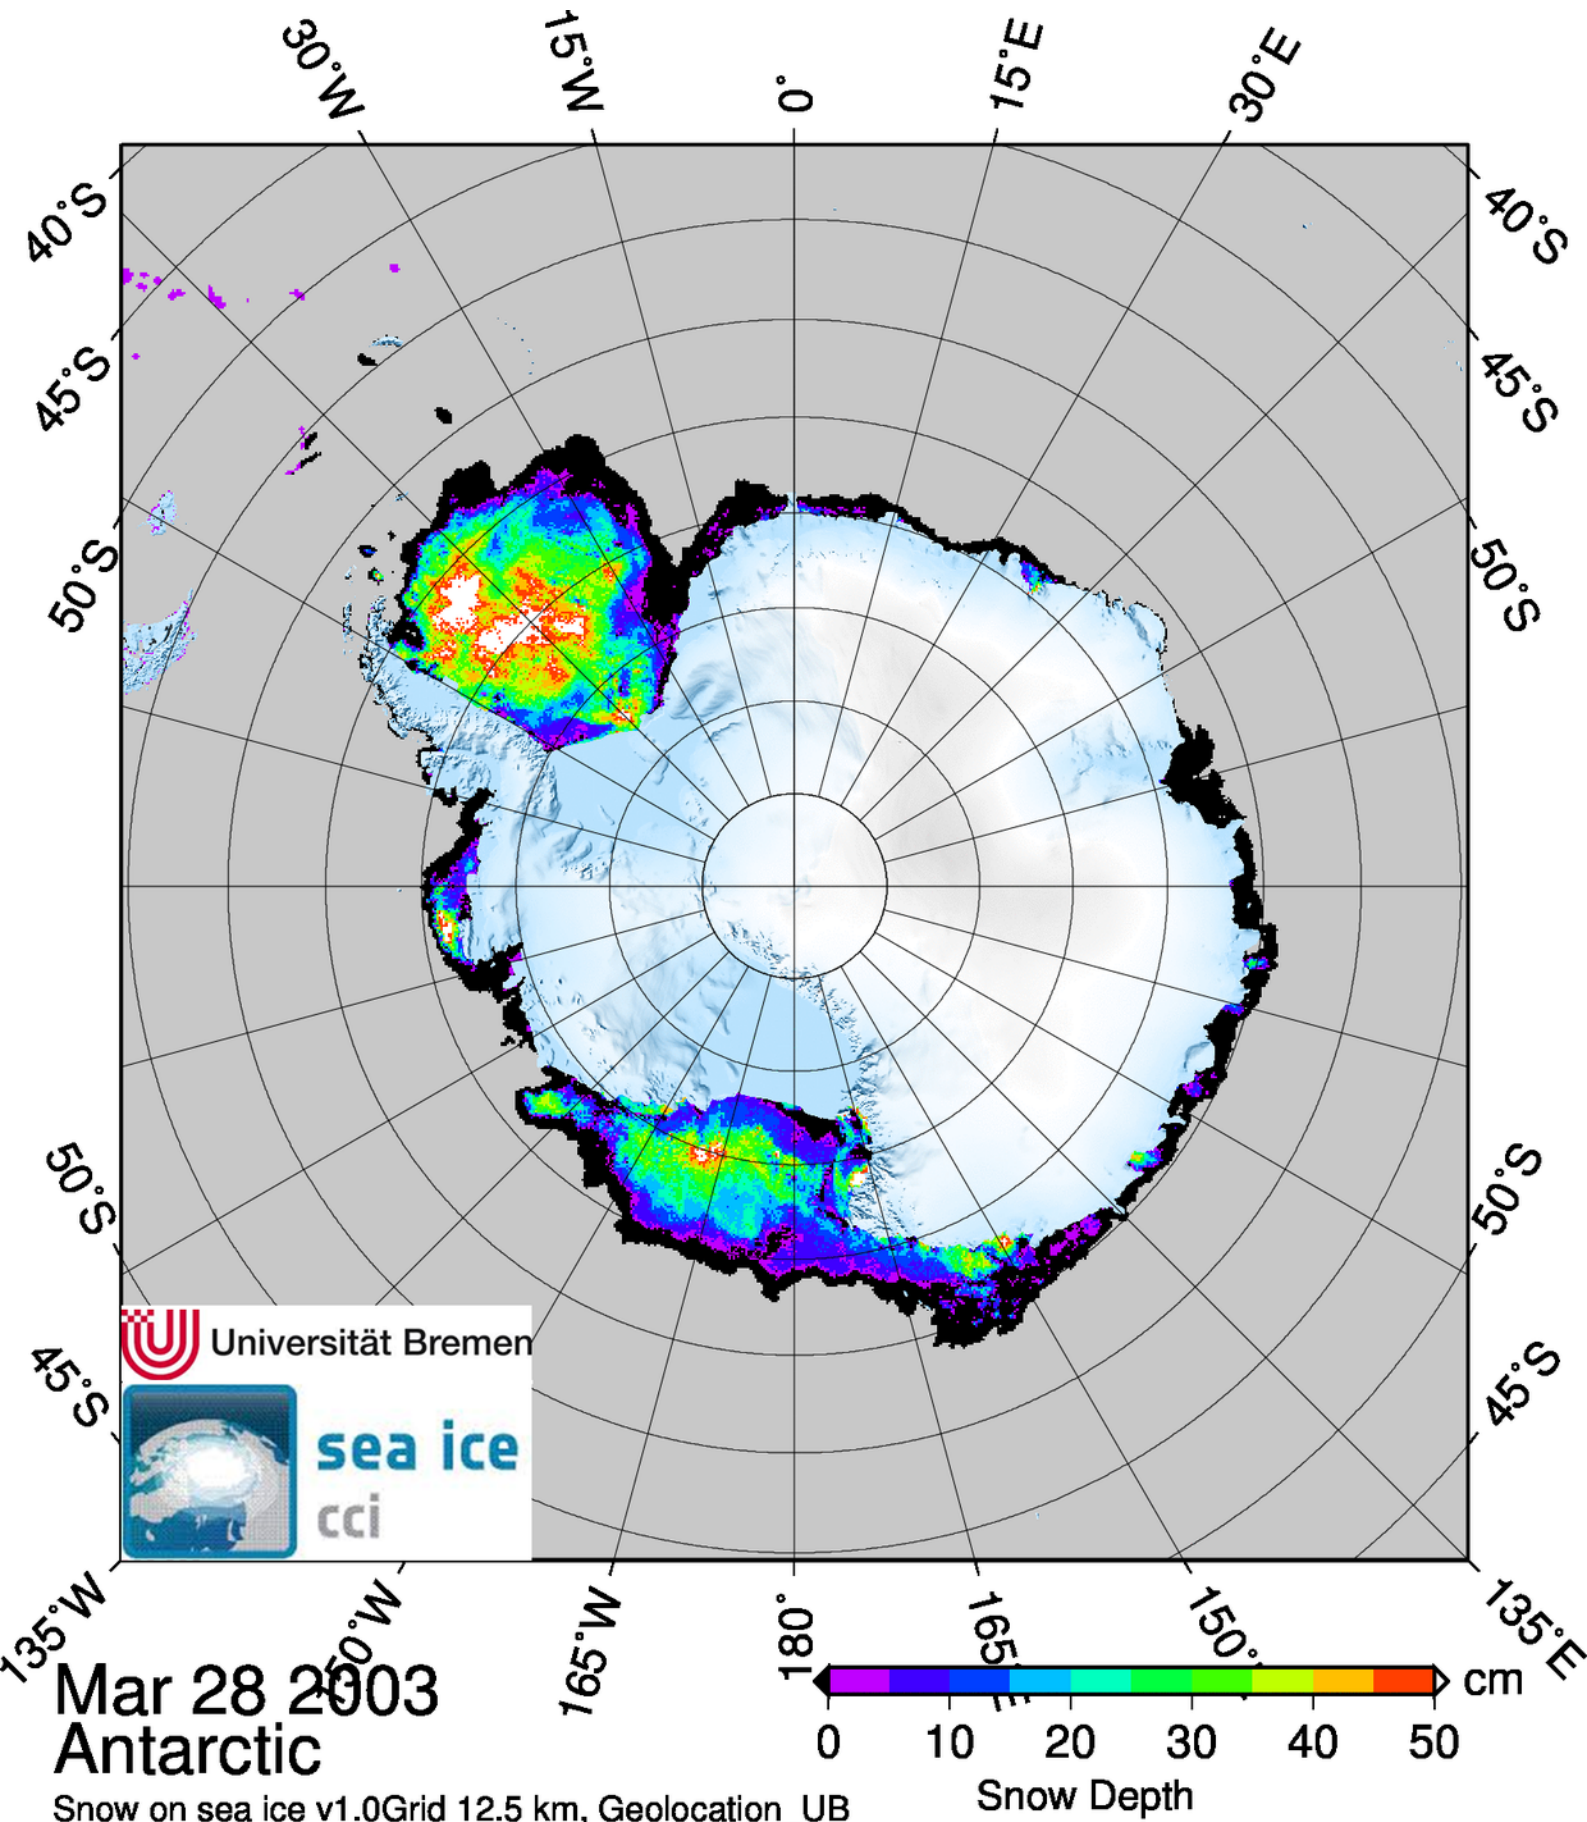 30°W 15°W 0° 15°E 30°E
40°S 40°S
45°S 45°S
50°S 50°S
50°S 50°S
45°S 45°S
Universität Bremen
sea ice
cci
135°W 150°W 165°W 180° 165°E 150° 135°E
Mar 28 2003
Antarctic
Snow on sea ice v1.0Grid 12.5 km, Geolocation UB
cm
0 10 20 30 40 50
Snow Depth